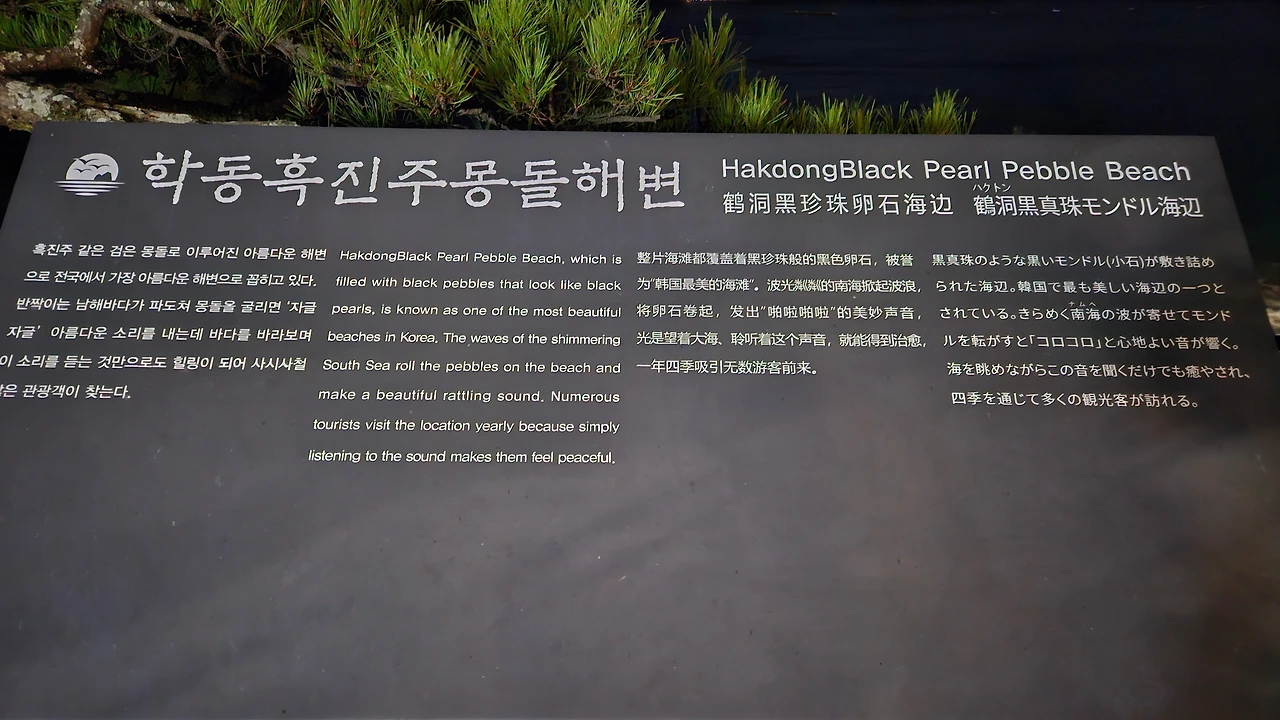 학동흑진주몽돌해변
HakdongBlack Pearl Pebble Beach
鹤洞黑珍珠卵石海边
ハクトン
鶴洞黒真珠モンドル海辺
흑진주 같은 검은 몽돌로 이루어진 아름다운 해변
으로 전국에서 가장 아름다운 해변으로 꼽히고 있다.
반짝이는 남해바다가 파도쳐 몽돌을 굴리면 '자글
자글' 아름다운 소리를 내는데 바다를 바라보며
이 소리를 듣는 것만으로도 힐링이 되어 사시사철
관광객이 찾는다.
HakdongBlack Pearl Pebble Beach, which is
filled with black pebbles that look like black
pearls, is known as one of the most beautiful
beaches in Korea. The waves of the shimmering
South Sea roll the pebbles on the beach and
make a beautiful rattling sound. Numerous
tourists visit the location yearly because simply
listening to the sound makes them feel peaceful.
整片海滩都覆盖着黑珍珠般的黑色卵石，被誉
为"韩国最美的海滩"。波光粼粼的南海掀起波浪，
将卵石卷起，发出"啪啦啪啦"的美妙声音，
光是望着大海、聆听着这个声音，就能得到治愈，
一年四季吸引无数游客前来。
黒真珠のような黒いモンドル(小石)が敷き詰め
られた海辺。韓国で最も美しい海辺の一つと
ナムヘ
されている。きらめく南海の波が寄せてモンド
ルを転がすと「コロコロ」と心地よい音が響く。
海を眺めながらこの音を聞くだけでも癒やされ、
四季を通じて多くの観光客が訪れる。